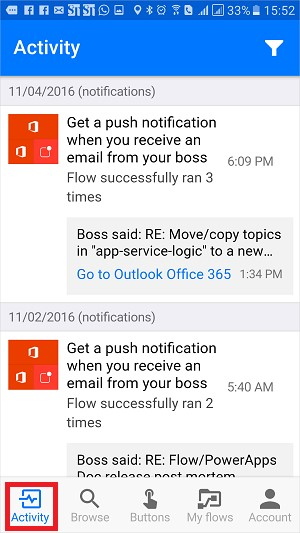 33% 15:52
Activity
11/04/2016 (notifications)
Get a push notification
when you receive an
email from your boss
6:09 PM
Flow successfully ran 3
times
Boss said: RE: Move/copy topics
in "app-service-logic" to a new…
Go to Outlook Office 365 1:34 PM
11/02/2016 (notifications)
Get a push notification
when you receive an
email from your boss
5:40 AM
Flow successfully ran 2
times
Boss said: RE: Flow/PowerApps
Doc release post mortem
Activity Browse Buttons My flows Account